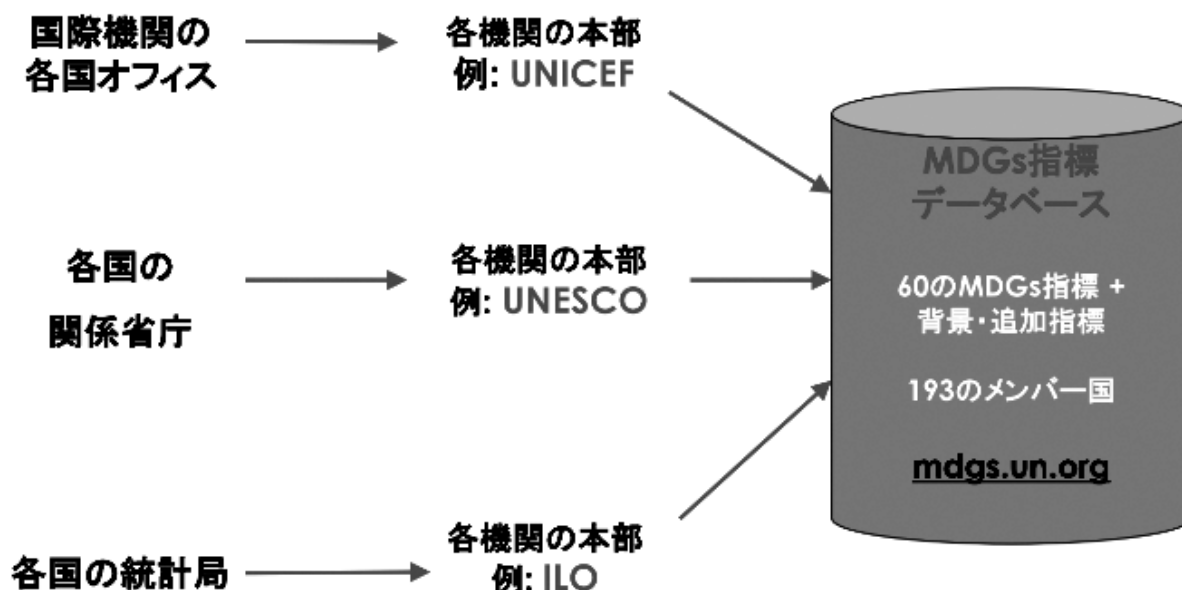 国際機関の
各国オフィス
各機関の本部
例: UNICEF
各国の
関係省庁
各機関の本部
例: UNESCO
各国の統計局
各機関の本部
例: ILO
MDGs指標
データベース
60のMDGs指標 +
背景・追加指標
193のメンバー国
mdgs.un.org